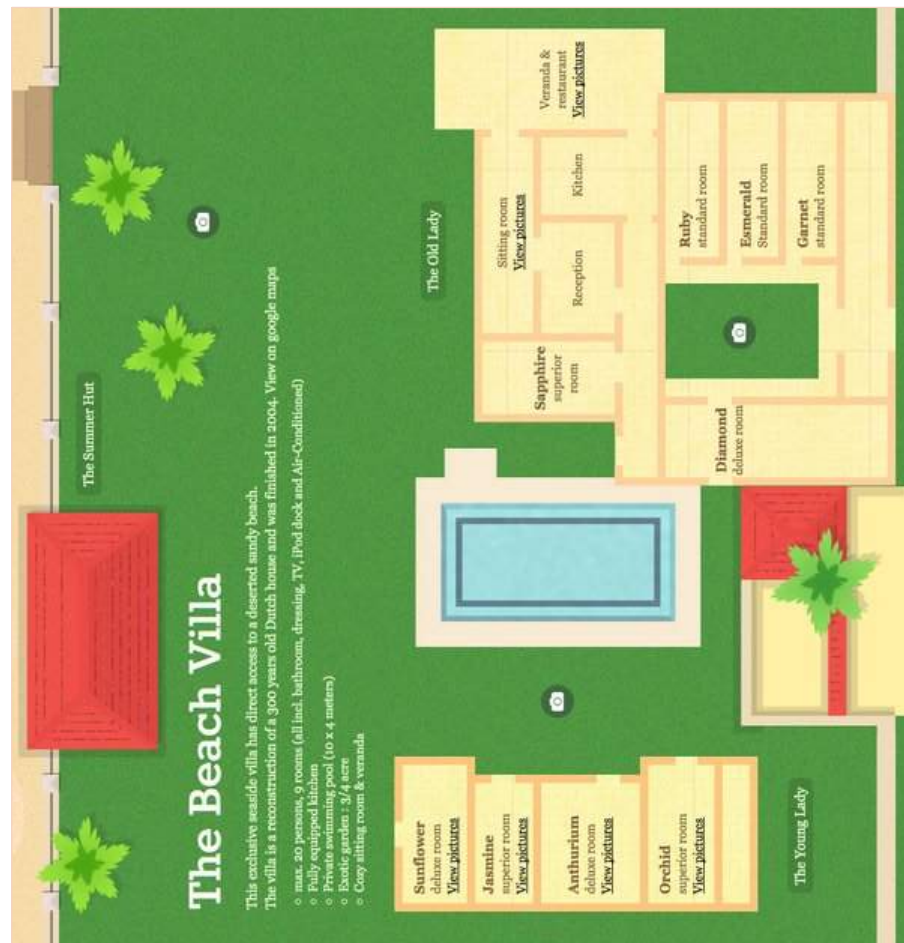 The Beach Villa
This exclusive seaside villa has direct access to a deserted sandy beach.
The villa is a reconstruction of a 300 years old Dutch house and was finished in 2004. View on google maps
○ max. 20 persons, 9 rooms (all incl. bathroom, dressing, TV, iPod dock and Air-Conditioned)
○ Fully equipped kitchen
○ Private swimming pool (10 x 4 meters)
○ Exotic garden : 3/4 acre
○ Cozy sitting room & veranda
The Summer Hut
The Old Lady
Sitting room
View pictures
Veranda &
restaurant
View pictures
Sapphire
superior
room
Reception
Kitchen
Ruby
standard room
Esmerald
Standard room
Garnet
standard room
Diamond
deluxe room
Sunflower
deluxe room
View pictures
Jasmine
superior room
View pictures
Anthurium
deluxe room
View pictures
Orchid
superior room
View pictures
The Young Lady